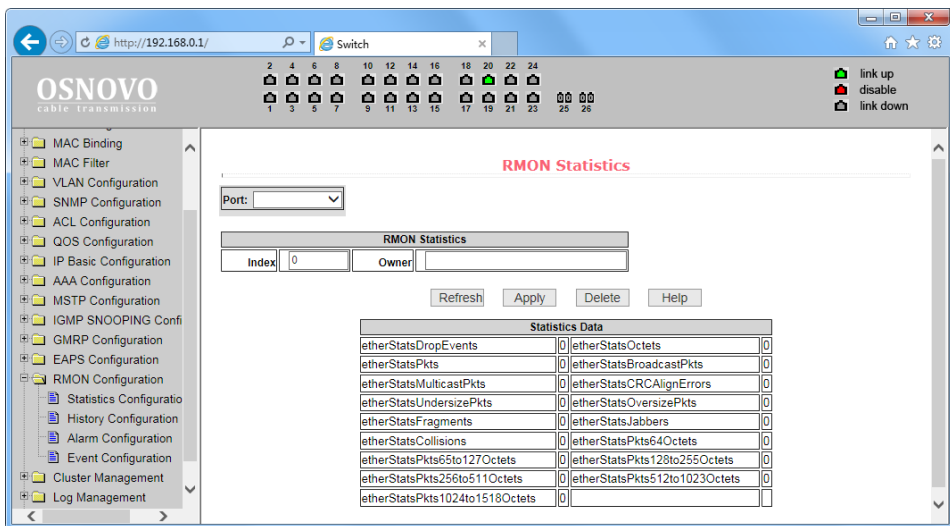 http://192.168.0.1/
Switch
OSNOVO
cable transmission
2 4 6 8 10 12 14 16 18 20 22 24
1 3 5 7 9 11 13 15 17 19 21 23 25 26
link up
disable
link down
MAC Binding
MAC Filter
VLAN Configuration
SNMP Configuration
ACL Configuration
QOS Configuration
IP Basic Configuration
AAA Configuration
MSTP Configuration
IGMP SNOOPING Confi
GMRP Configuration
EAPS Configuration
RMON Configuration
Statistics Configuratio
History Configuration
Alarm Configuration
Event Configuration
Cluster Management
Log Management
RMON Statistics
Port:
RMON Statistics
Index 0 Owner
Refresh Apply Delete Help
Statistics Data
etherStatsDropEvents 0 etherStatsOctets 0
etherStatsPkts 0 etherStatsBroadcastPkts 0
etherStatsMulticastPkts 0 etherStatsCRCAlignErrors 0
etherStatsUndersizePkts 0 etherStatsOversizePkts 0
etherStatsFragments 0 etherStatsJabbers 0
etherStatsCollisions 0 etherStatsPkts64Octets 0
etherStatsPkts65to127Octets 0 etherStatsPkts128to255Octets 0
etherStatsPkts256to511Octets 0 etherStatsPkts512to1023Octets 0
etherStatsPkts1024to1518Octets 0